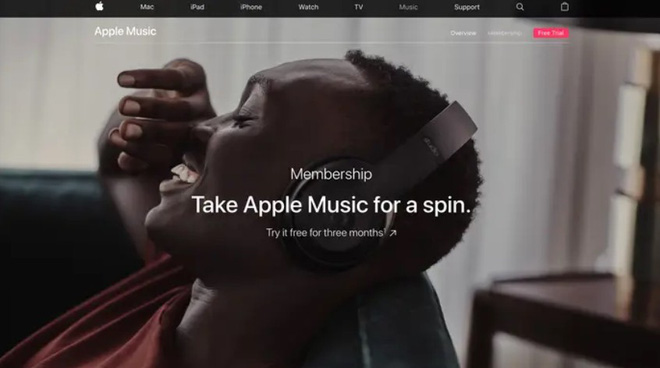 Mac iPad iPhone Watch TV Music Support
Apple Music
Overview Membership Free Trial
Membership
Take Apple Music for a spin.
Try it free for three months¹ ↗